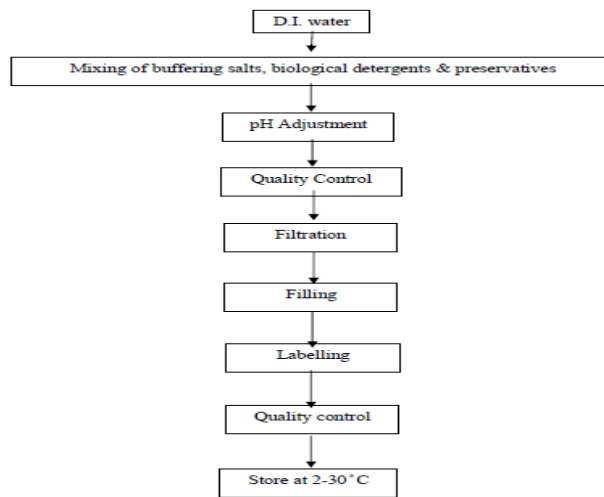 D.I. water
Mixing of buffering salts, biological detergents & preservatives
pH Adjustment
Quality Control
Filtration
Filling
Labelling
Quality control
Store at 2-30˚C